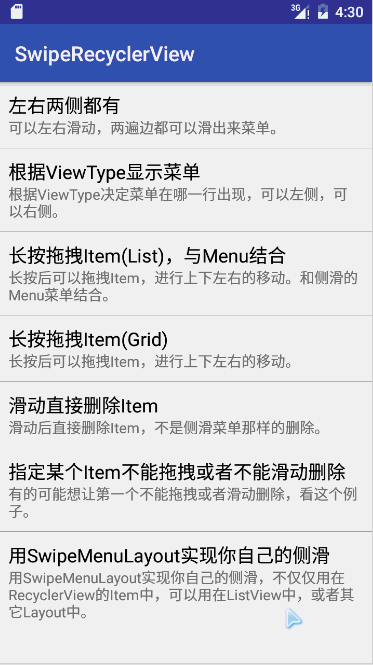 3G 4:30
SwipeRecyclerView
左右两侧都有
可以左右滑动，两遍边都可以滑出来菜单。
根据ViewType显示菜单
根据ViewType决定菜单在哪一行出现，可以左侧，可
以右侧。
长按拖拽Item(List)，与Menu结合
长按后可以拖拽Item，进行上下左右的移动。和侧滑的
Menu菜单结合。
长按拖拽Item(Grid)
长按后可以拖拽Item，进行上下左右的移动。
滑动直接删除Item
滑动后直接删除Item，不是侧滑菜单那样的删除。
指定某个Item不能拖拽或者不能滑动删除
有的可能想让第一个不能拖拽或者滑动删除，看这个例
子。
用SwipeMenuLayout实现你自己的侧滑
用SwipeMenuLayout实现你自己的侧滑，不仅仅用在
RecyclerView的Item中，可以用在ListView中，或者其
它Layout中。